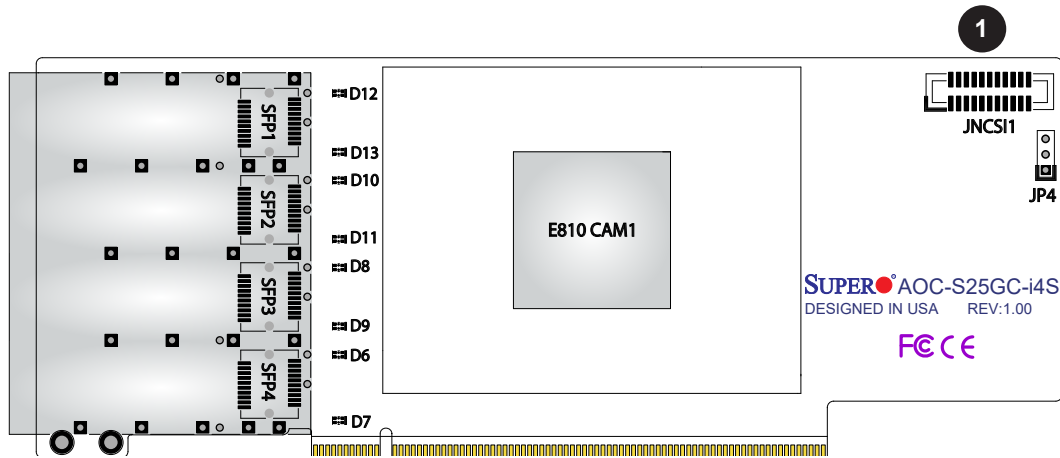 1
JNCSI1
JP4
SFP1
SFP2
SFP3
SFP4
D12
D13
D10
D11
D8
D9
D6
D7
E810 CAM1
SUPER AOC-S25GC-i4S
DESIGNED IN USA REV:1.00
FC CE